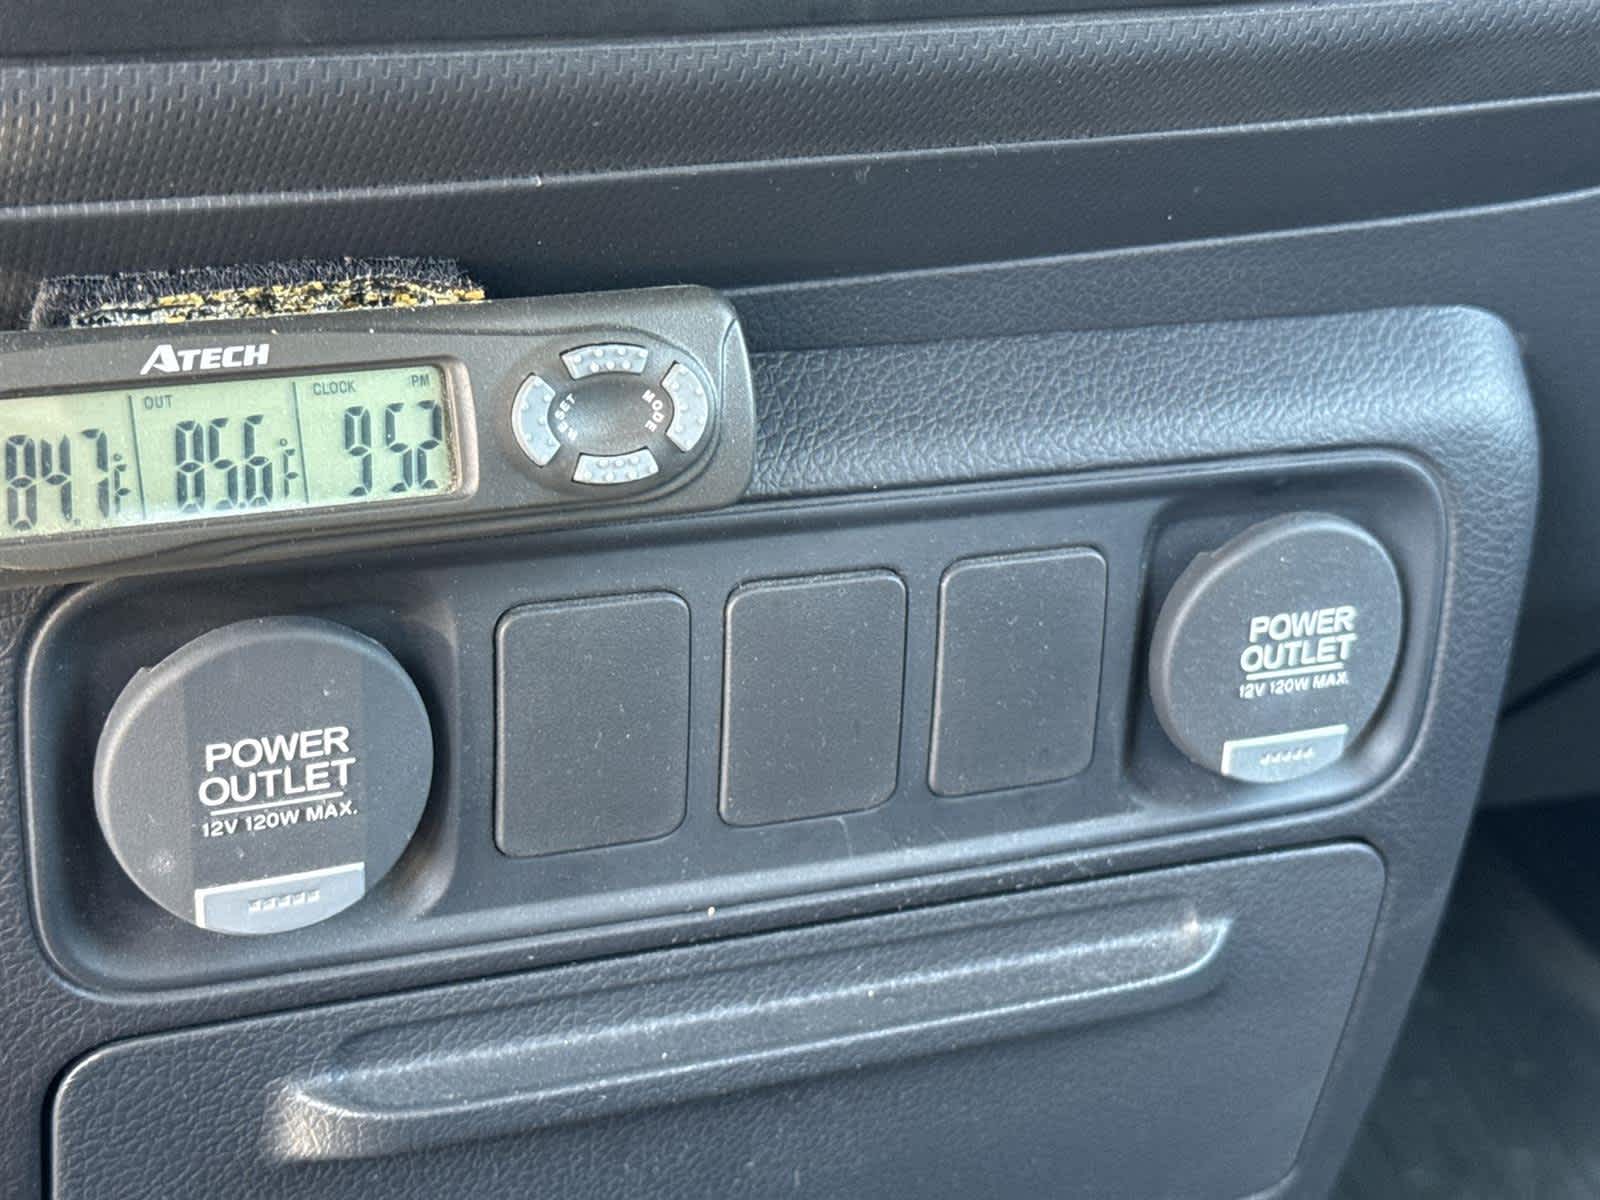 ATECH
OUT
CLOCK PM
84.7°F
85.6°F
9:52
RESET
MODE
POWER
OUTLET
12V 120W MAX.
POWER
OUTLET
12V 120W MAX.